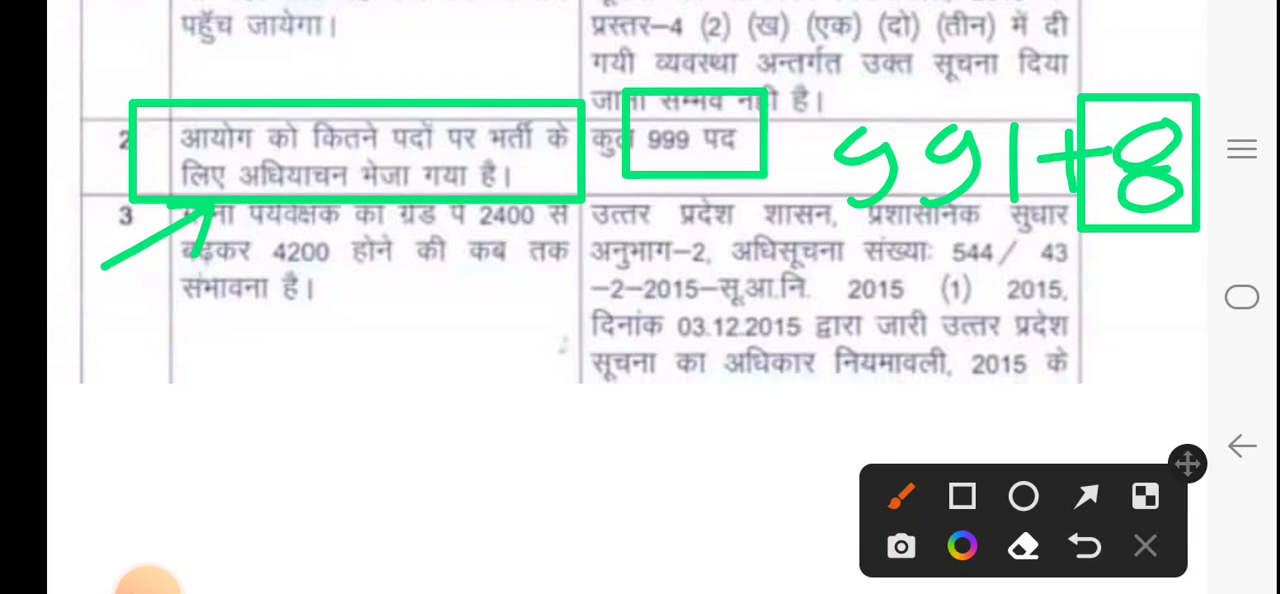 पहुँच जायेगा।
प्रस्तर–4 (2) (ख) (एक) (दो) (तीन) में दी
गयी व्यवस्था अन्तर्गत उक्त सूचना दिया
जाना सम्भव नही है।
2 आयोग को कितने पदों पर भर्ती के
लिए अधियाचन भेजा गया है।
कुल 999 पद
991+8
3 पर्यवेक्षक का ग्रेड पे 2400 से
बढ़कर 4200 होने की कब तक
संभावना है।
उत्तर प्रदेश शासन, प्रशासनिक सुधार
अनुभाग–2, अधिसूचना संख्याः 544 / 43
–2–2015–सू.आ.नि. 2015 (1) 2015,
दिनांक 03.12.2015 द्वारा जारी उत्तर प्रदेश
सूचना का अधिकार नियमावली, 2015 के